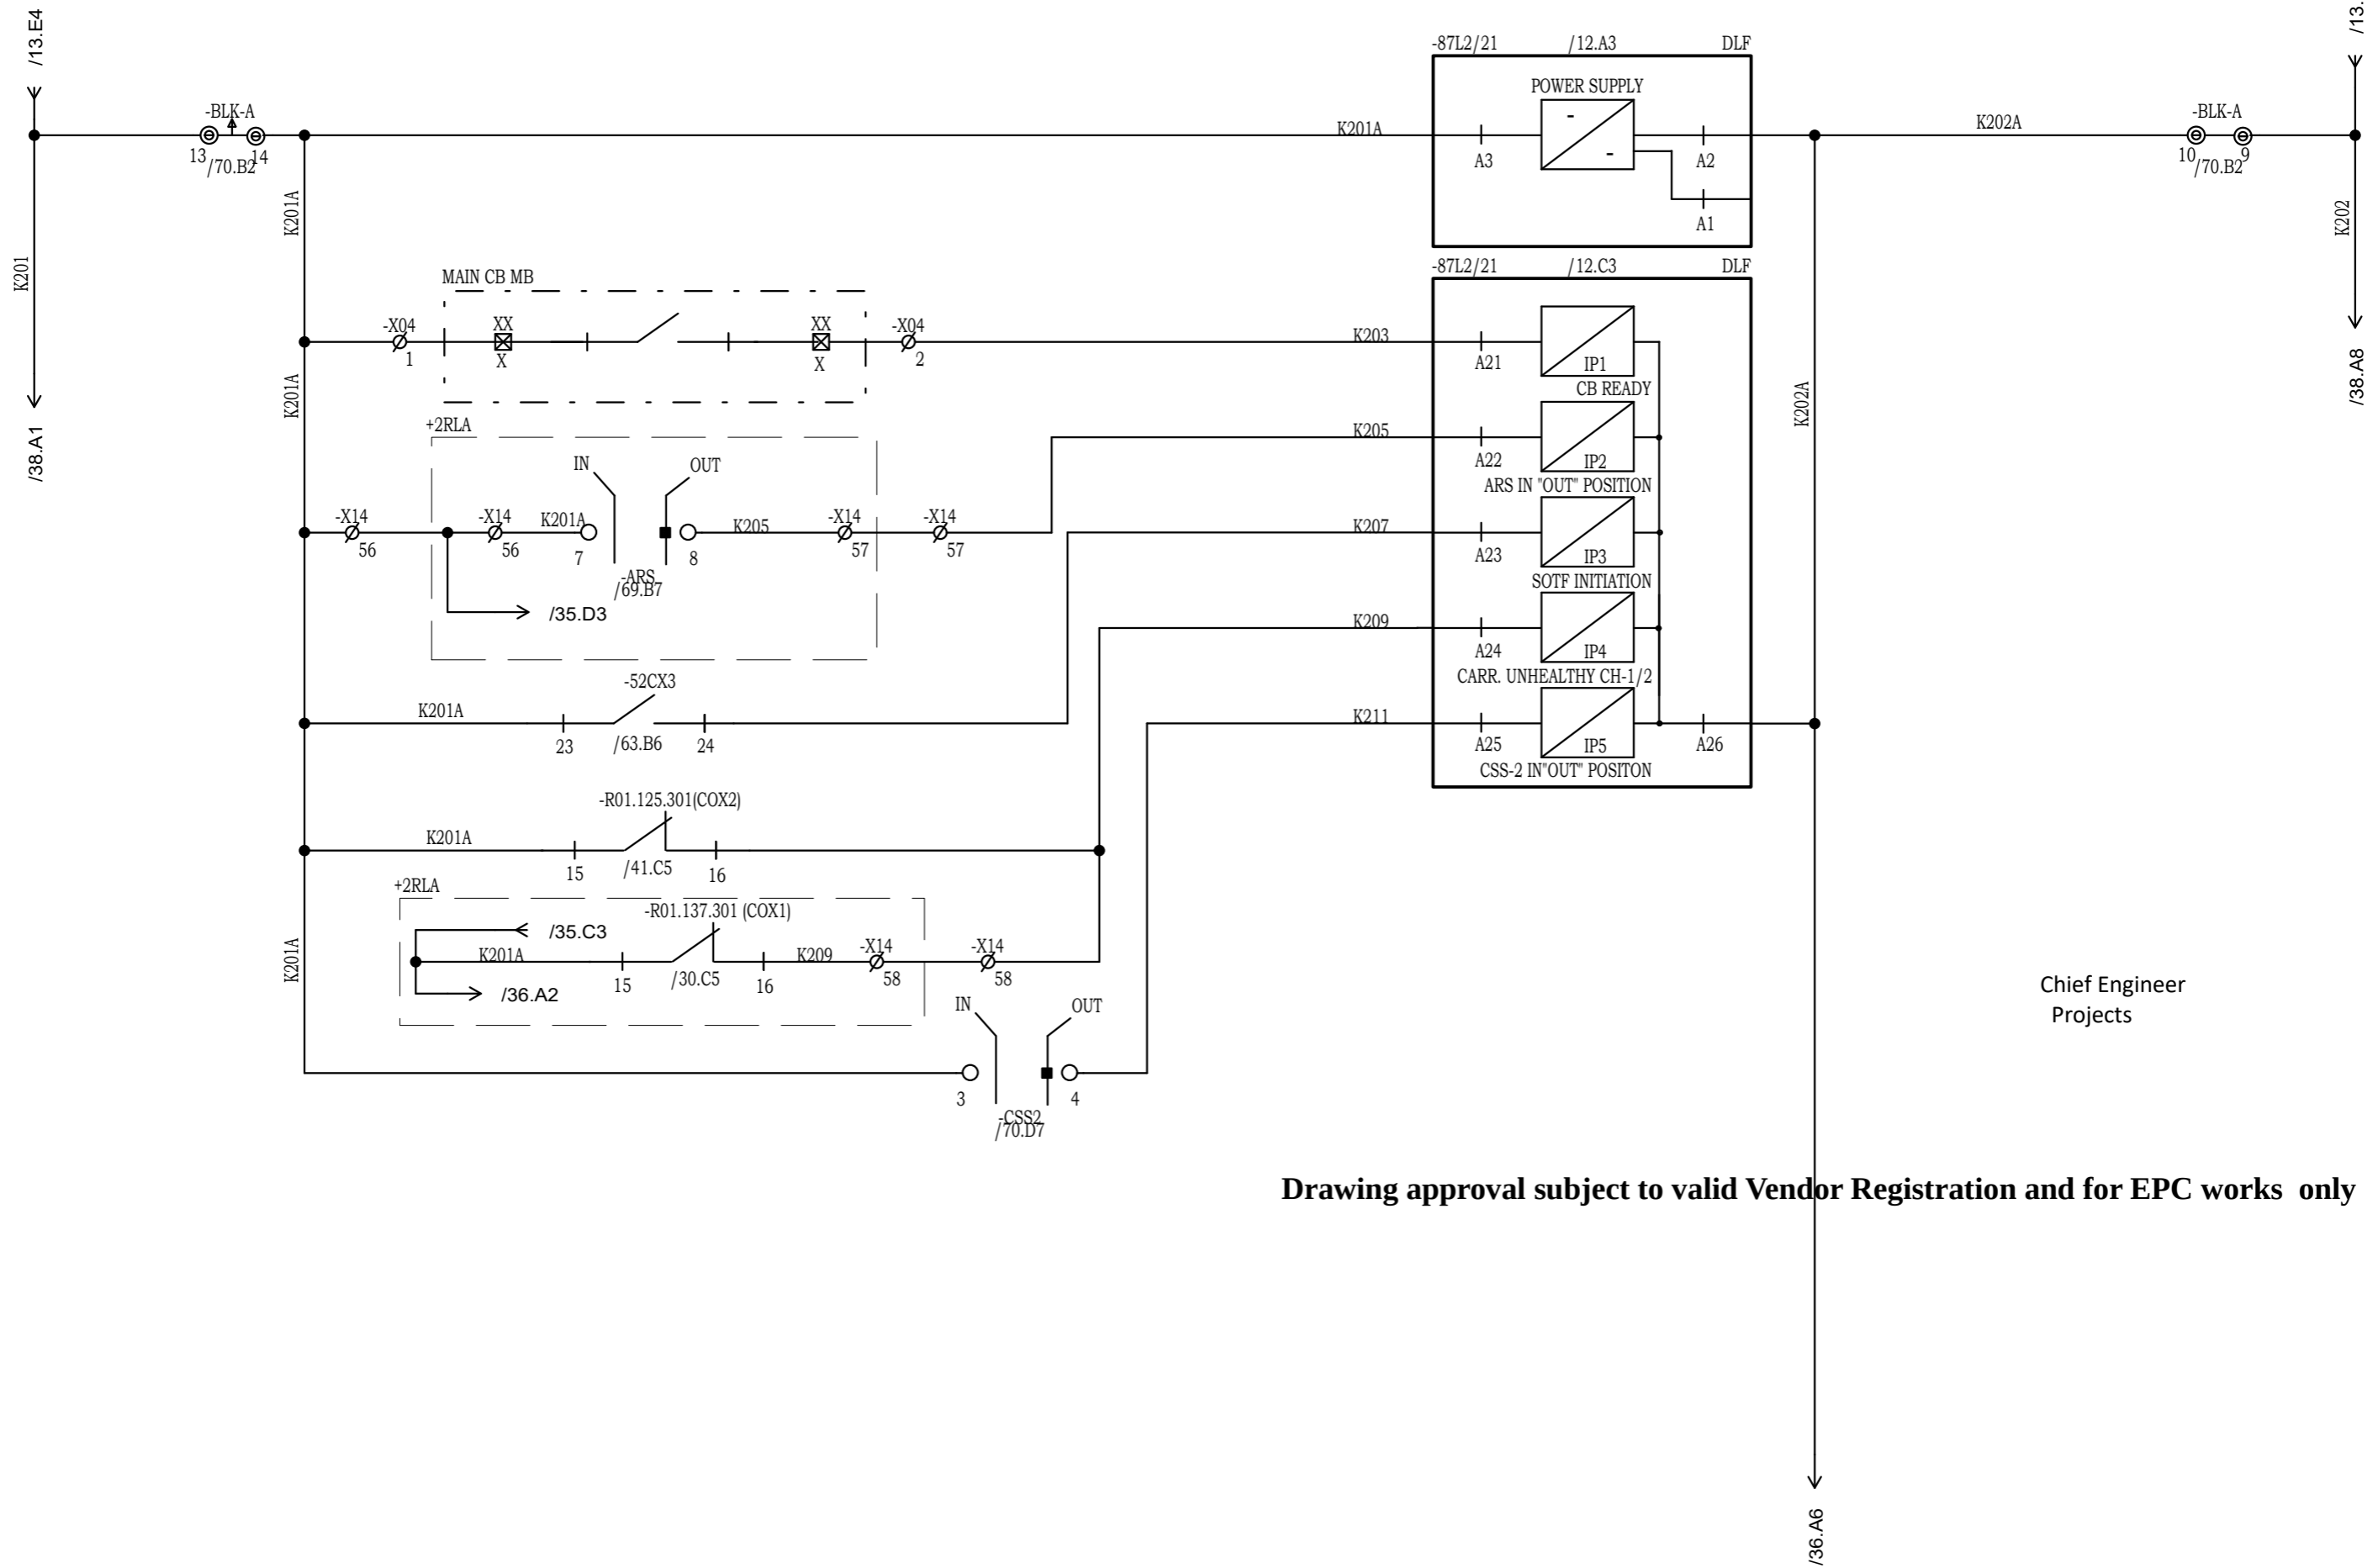 /13.E4
/13.
-87L2/21 /12.A3 DLF
POWER SUPPLY
-
-
-BLK-A
13 14
/70.B2
K201A
A3
A2
A1
K202A
-BLK-A
10 9
/70.B2
K201
K201A
K202
/38.A1
/38.A8
MAIN CB MB
-X04
1
XX
X
XX
X
-X04
2
K203
-87L2/21 /12.C3 DLF
A21
IP1
CB READY
K201A
K202A
+2RLA
K205
A22
IP2
ARS IN "OUT" POSITION
IN
OUT
-X14
56
-X14
56
K201A
7
8
K205
-X14
57
-X14
57
-ARS
/69.B7
/35.D3
K207
A23
IP3
SOTF INITIATION
K209
A24
IP4
CARR. UNHEALTHY CH-1/2
-52CX3
K201A
23
/63.B6
24
K211
A25
IP5
A26
CSS-2 IN"OUT" POSITON
-R01.125.301(COX2)
K201A
15
/41.C5
16
+2RLA
-R01.137.301 (COX1)
/35.C3
K201A
K201A
15
/30.C5
16
K209
-X14
58
-X14
58
/36.A2
IN
OUT
3
4
-CSS2
/70.D7
Chief Engineer
Projects
Drawing approval subject to valid Vendor Registration and for EPC works only
/36.A6